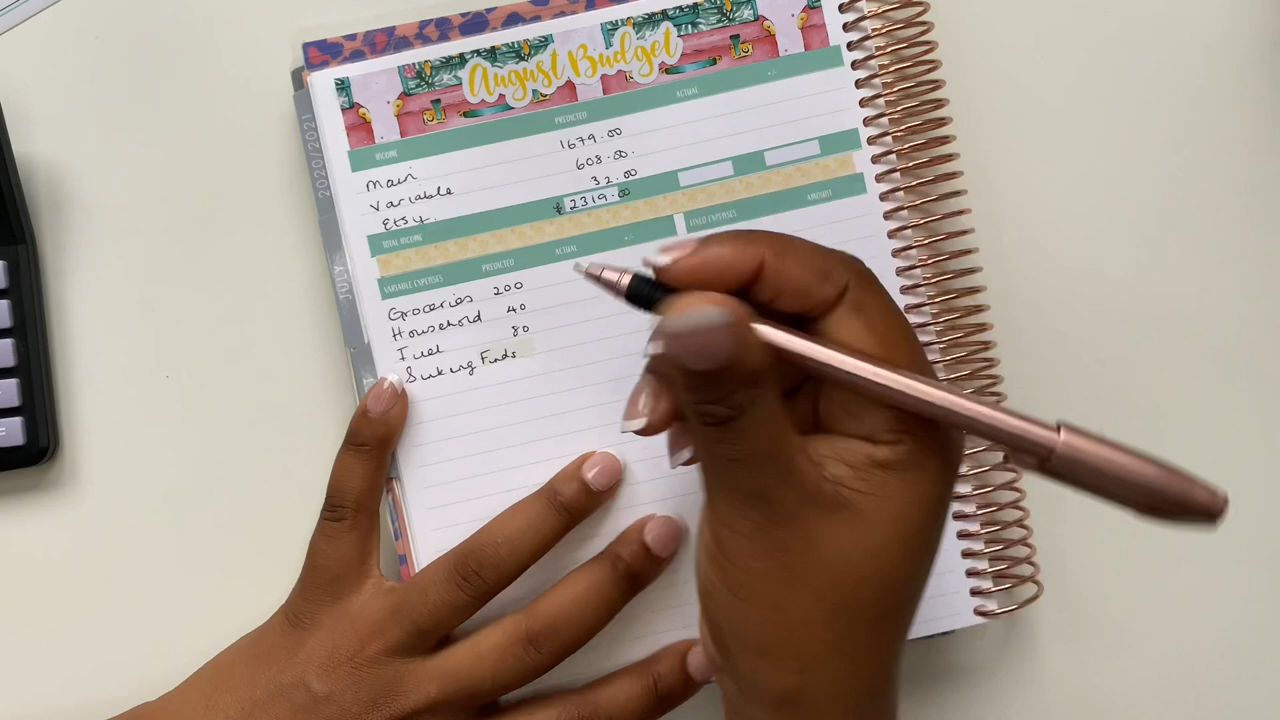 August Budget
INCOME PREDICTED ACTUAL +/-
Main 1679.00
Variable 608.00.
Etsy. 32.00
TOTAL INCOME £2319.00
VARIABLE EXPENSES PREDICTED ACTUAL +/- FIXED EXPENSES AMOUNT
Groceries 200
Household 40
Fuel 80
Sinking Funds
2020/2021
JULY